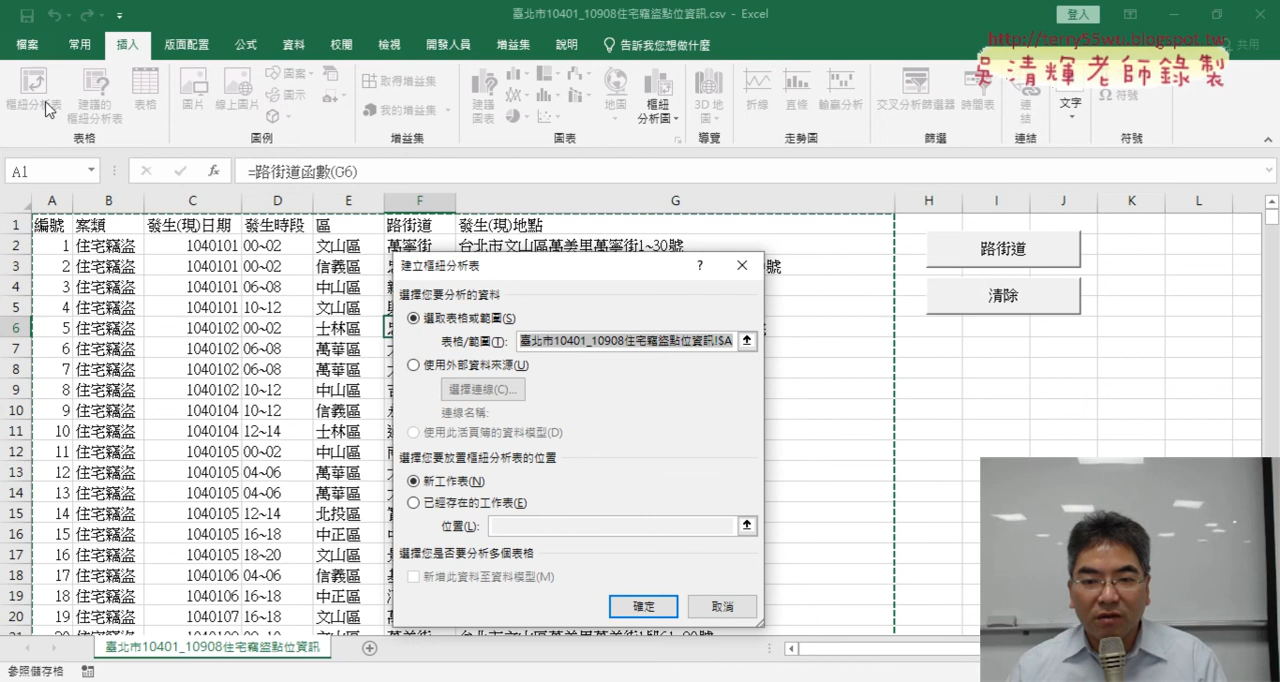 臺北市10401_10908住宅竊盜點位資訊.csv - Excel
登入
檔案 常用 插入 版面配置 公式 資料 校閱 檢視 開發人員 增益集 說明 告訴我您想做什麼 共用
http://terry55wu.blogspot.tw
吳清輝老師錄製
樞紐分析表 建議的樞紐分析表 表格 圖片 線上圖片 圖案 圖示 取得增益集 我的增益集 建議圖表 地圖 樞紐分析圖 3D 地圖 折線 直條 輸贏分析 交叉分析篩選器 時間表 連結 文字 符號
表格 圖例 增益集 圖表 導覽 走勢圖 篩選 連結 符號
A1 fx =路街道函數(G6)
A B C D E F G H I J K L
1 編號 案類 發生(現)日期 發生時段 區 路街道 發生(現)地點
2 1 住宅竊盜 1040101 00~02 文山區 萬寧街 台北市文山區萬美里萬寧街1~30號
3 2 住宅竊盜 1040101 00~02 信義區 號
4 3 住宅竊盜 1040101 06~08 中山區
5 4 住宅竊盜 1040101 10~12 文山區
6 5 住宅竊盜 1040102 00~02 士林區
7 6 住宅竊盜 1040102 06~08 萬華區
8 7 住宅竊盜 1040102 06~08 萬華區
9 8 住宅竊盜 1040102 10~12 中山區
10 9 住宅竊盜 1040104 10~12 信義區
11 10 住宅竊盜 1040104 12~14 士林區
12 11 住宅竊盜 1040105 00~02 中山區
13 12 住宅竊盜 1040105 04~06 萬華區
14 13 住宅竊盜 1040105 04~06 萬華區
15 14 住宅竊盜 1040105 12~14 北投區
16 15 住宅竊盜 1040105 16~18 中正區
17 16 住宅竊盜 1040105 18~20 文山區
18 17 住宅竊盜 1040106 04~06 信義區
19 18 住宅竊盜 1040106 16~18 中正區
20 19 住宅竊盜 1040107 16~18 文山區
路街道
清除
建立樞紐分析表 ?
選擇您要分析的資料
選取表格或範圍(S)
表格/範圍(T): 臺北市10401_10908住宅竊盜點位資訊!$A
使用外部資料來源(U)
選擇連線(C)...
連線名稱:
使用此活頁簿的資料模型(D)
選擇您要放置樞紐分析表的位置
新工作表(N)
已經存在的工作表(E)
位置(L):
選擇您是否要分析多個表格
新增此資料至資料模型(M)
確定 取消
臺北市10401_10908住宅竊盜點位資訊
參照儲存格